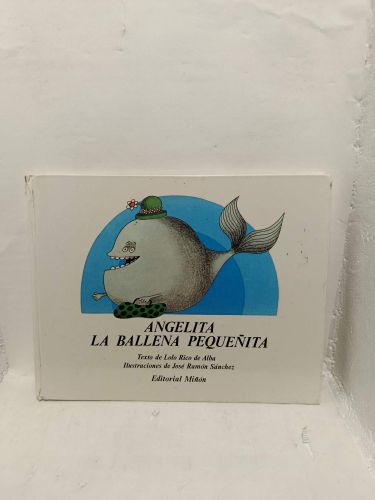 ANGELITA
LA BALLENA PEQUEÑITA
Texto de Lolo Rico de Alba
Ilustraciones de José Ramón Sánchez
Editorial Miñón